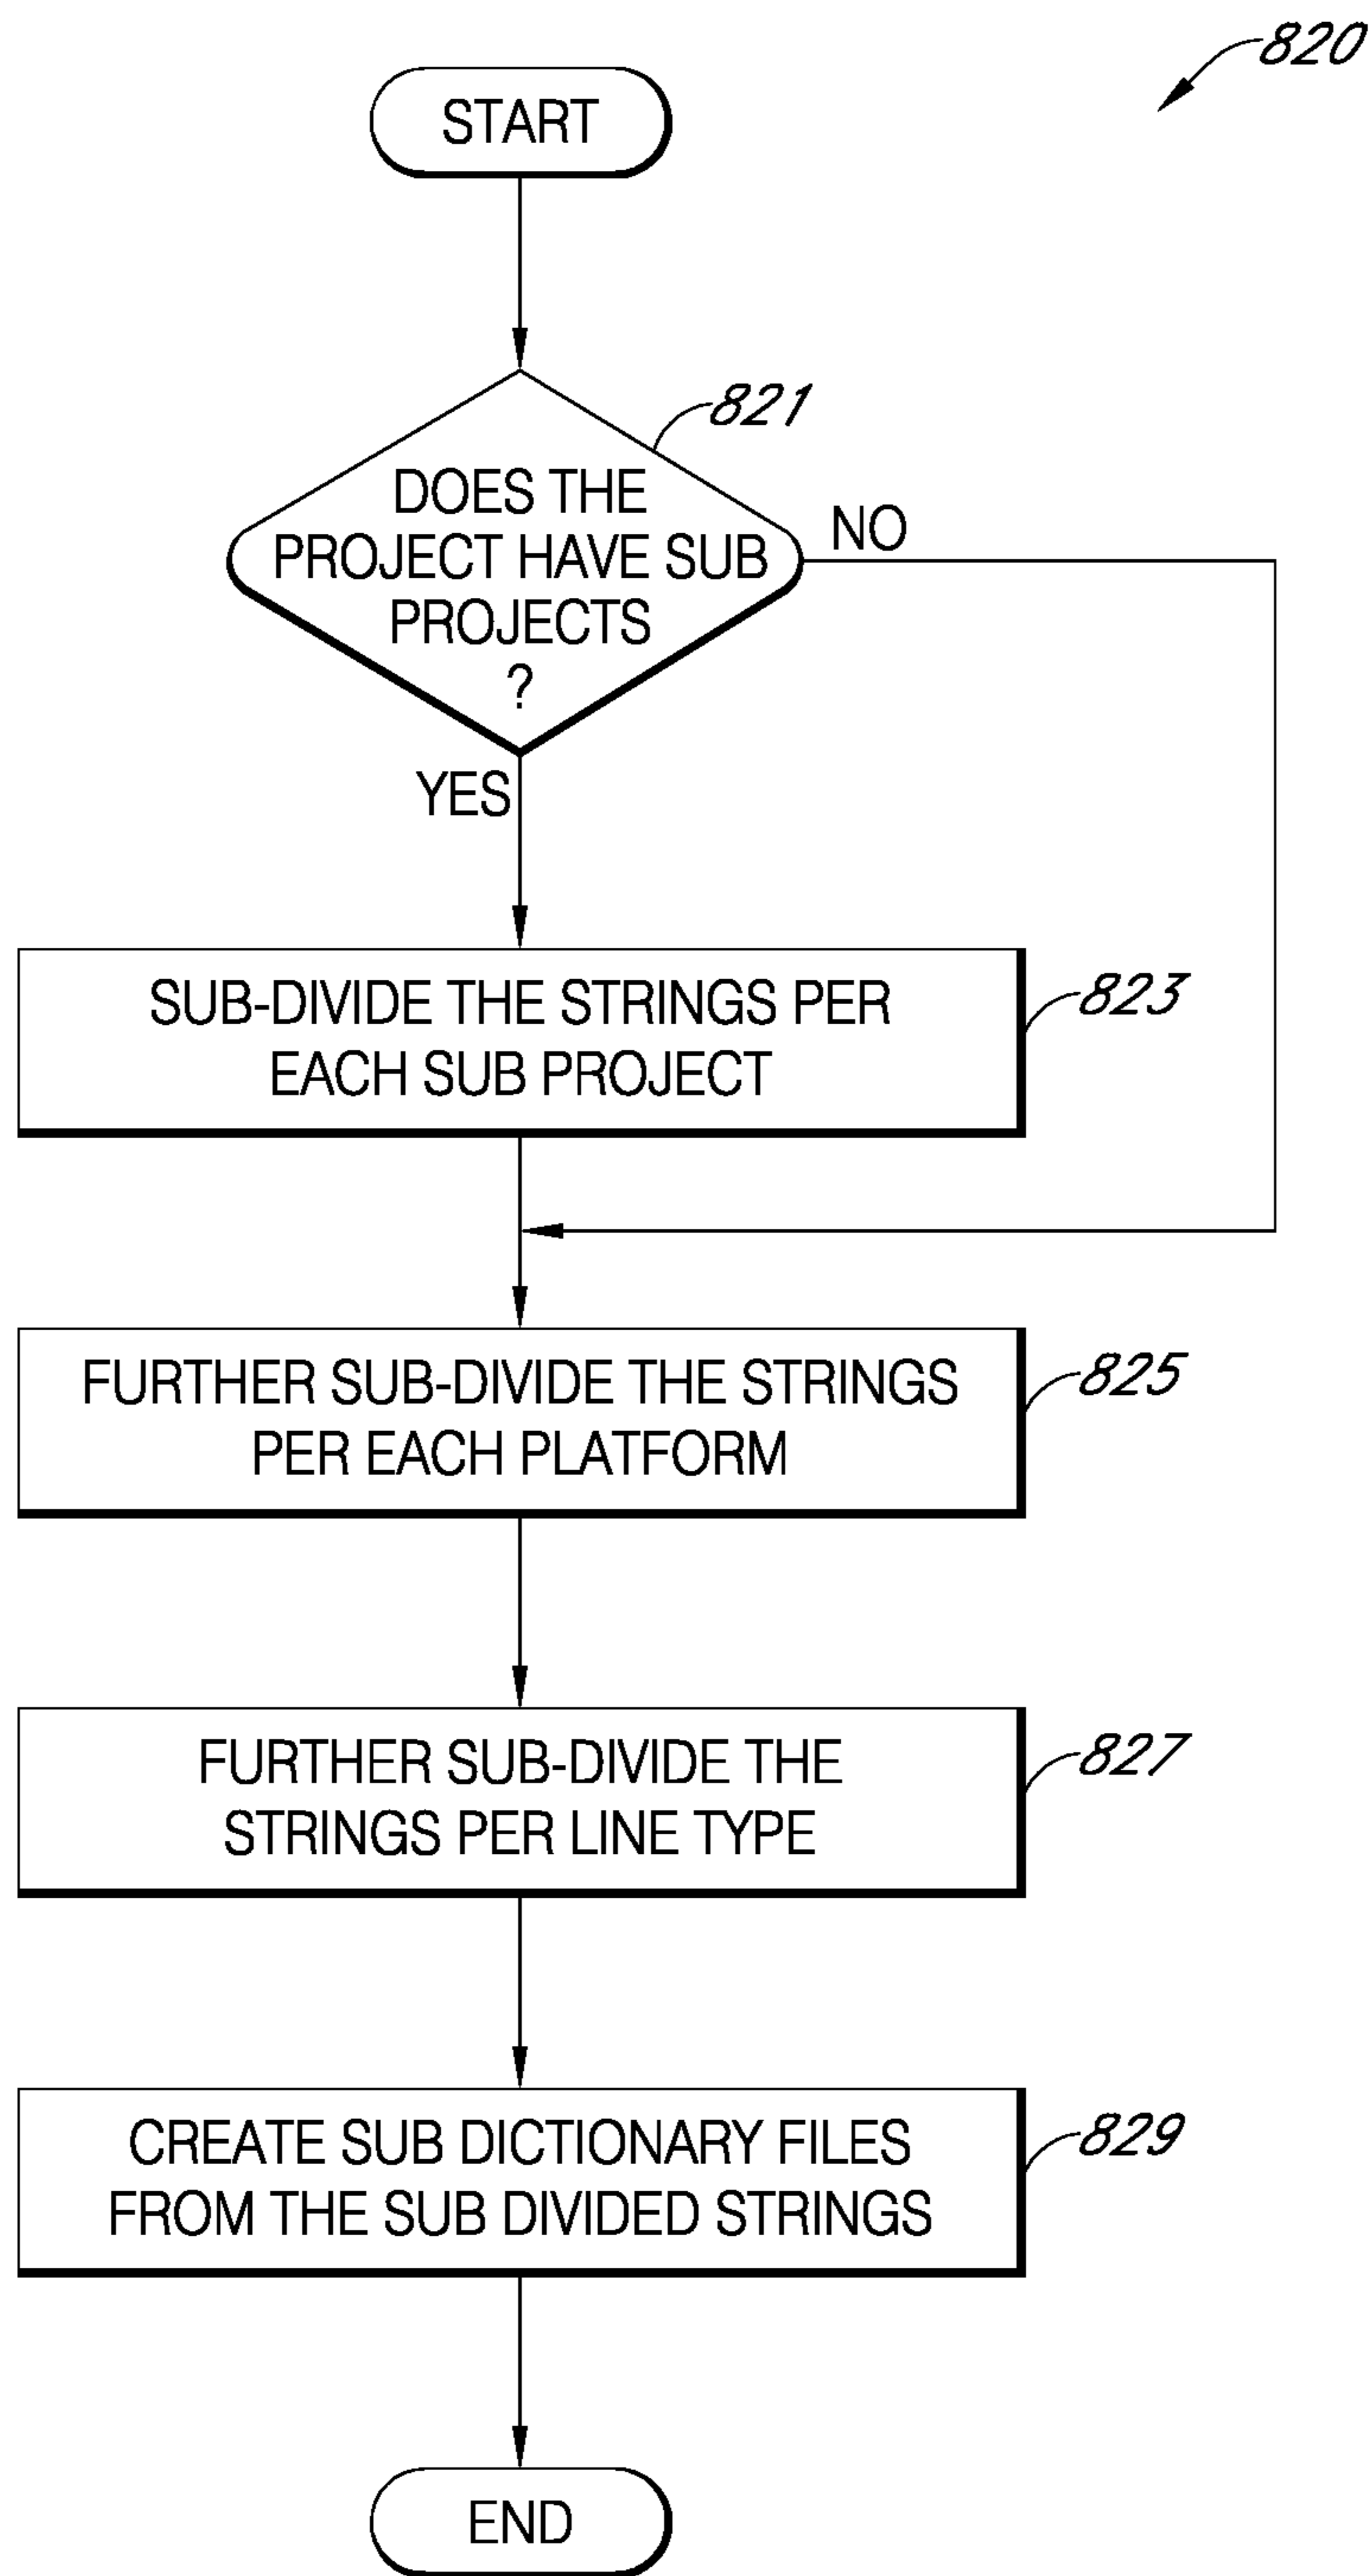 820
START
821
DOES THE
PROJECT HAVE SUB
PROJECTS
?
NO
YES
SUB-DIVIDE THE STRINGS PER
EACH SUB PROJECT
823
FURTHER SUB-DIVIDE THE STRINGS
PER EACH PLATFORM
825
FURTHER SUB-DIVIDE THE
STRINGS PER LINE TYPE
827
CREATE SUB DICTIONARY FILES
FROM THE SUB DIVIDED STRINGS
829
END